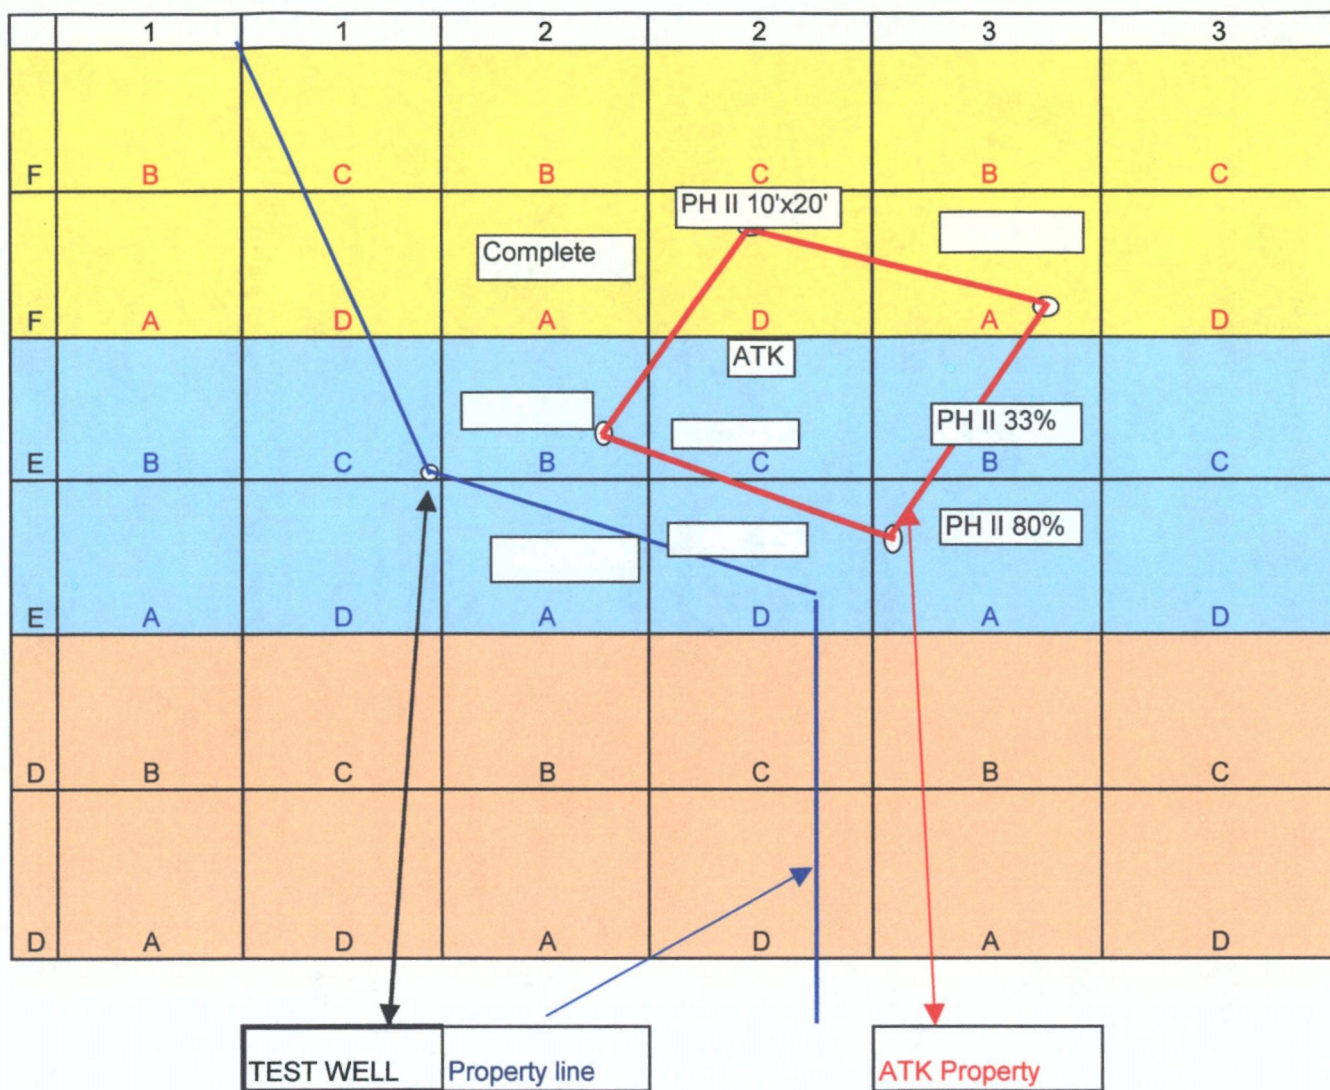 1 1 2 2 3 3
F B C B C B C
PH II 10'x20'
Complete
F A D A D A D
ATK
PH II 33%
E B C B C B C
PH II 80%
E A D A D A D
D B C B C B C
D A D A D A D
TEST WELL Property line ATK Property